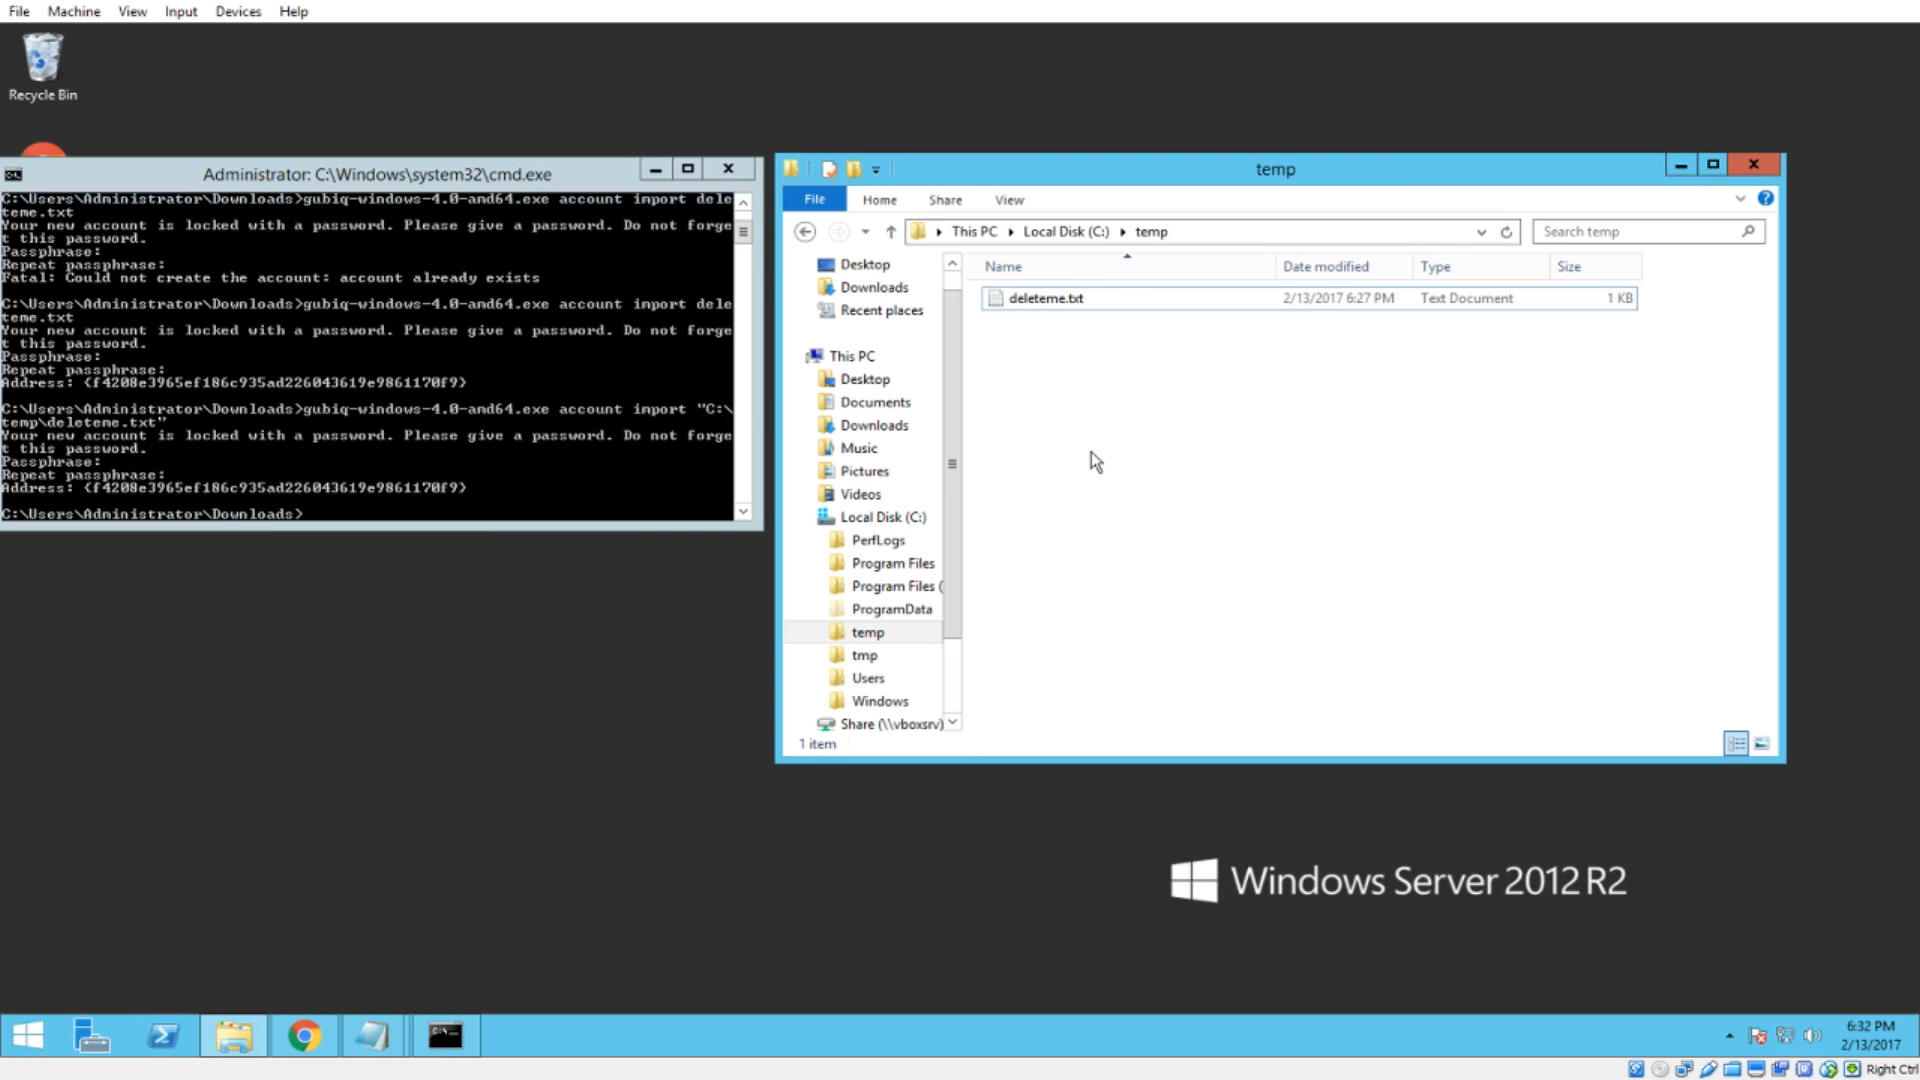 File Machine View Input Devices Help
Recycle Bin
Administrator: C:\Windows\system32\cmd.exe
C:\Users\Administrator\Downloads>gubiq-windows-4.0-amd64.exe account import dele
teme.txt
Your new account is locked with a password. Please give a password. Do not forge
t this password.
Passphrase:
Repeat passphrase:
Fatal: Could not create the account: account already exists
C:\Users\Administrator\Downloads>gubiq-windows-4.0-amd64.exe account import dele
teme.txt
Your new account is locked with a password. Please give a password. Do not forge
t this password.
Passphrase:
Repeat passphrase:
Address: {f4208e3965ef186c935ad226043619e9861170f9}
C:\Users\Administrator\Downloads>gubiq-windows-4.0-amd64.exe account import "C:\
temp\deleteme.txt"
Your new account is locked with a password. Please give a password. Do not forge
t this password.
Passphrase:
Repeat passphrase:
Address: {f4208e3965ef186c935ad226043619e9861170f9}
C:\Users\Administrator\Downloads>
temp
File Home Share View
This PC Local Disk (C:) temp
Search temp
Name Date modified Type Size
deleteme.txt 2/13/2017 6:27 PM Text Document 1 KB
Desktop
Downloads
Recent places
This PC
Desktop
Documents
Downloads
Music
Pictures
Videos
Local Disk (C:)
PerfLogs
Program Files
Program Files (
ProgramData
temp
tmp
Users
Windows
Share (\\vboxsrv)
1 item
Windows Server 2012 R2
6:32 PM
2/13/2017
Right Ctrl